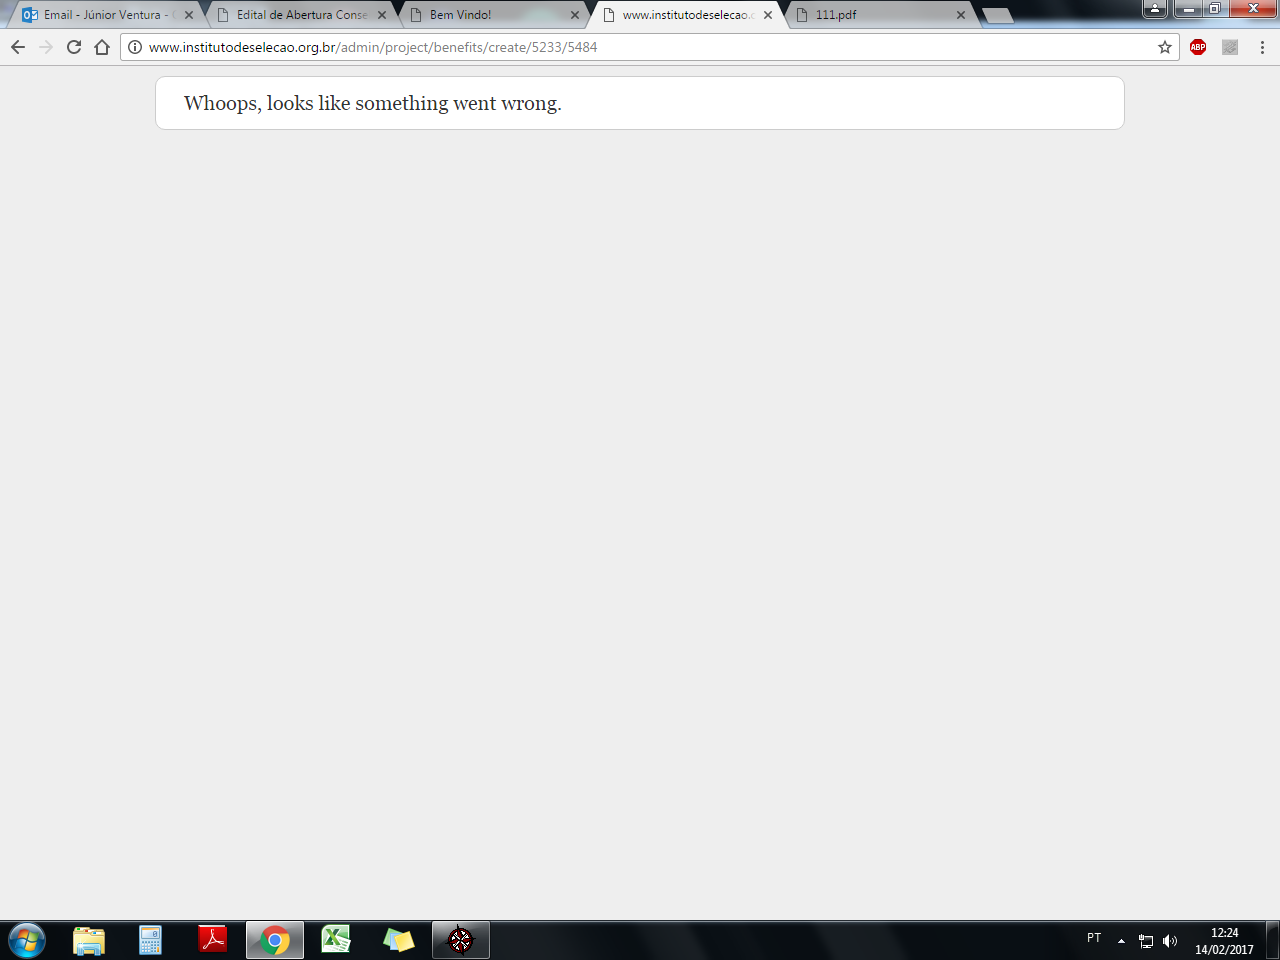 Email - Júnior Ventura -
Edital de Abertura Conse
Bem Vindo!
www.institutodeselecao.
111.pdf
www.institutodeselecao.org.br/admin/project/benefits/create/5233/5484
ABP
Whoops, looks like something went wrong.
PT
12:24
14/02/2017